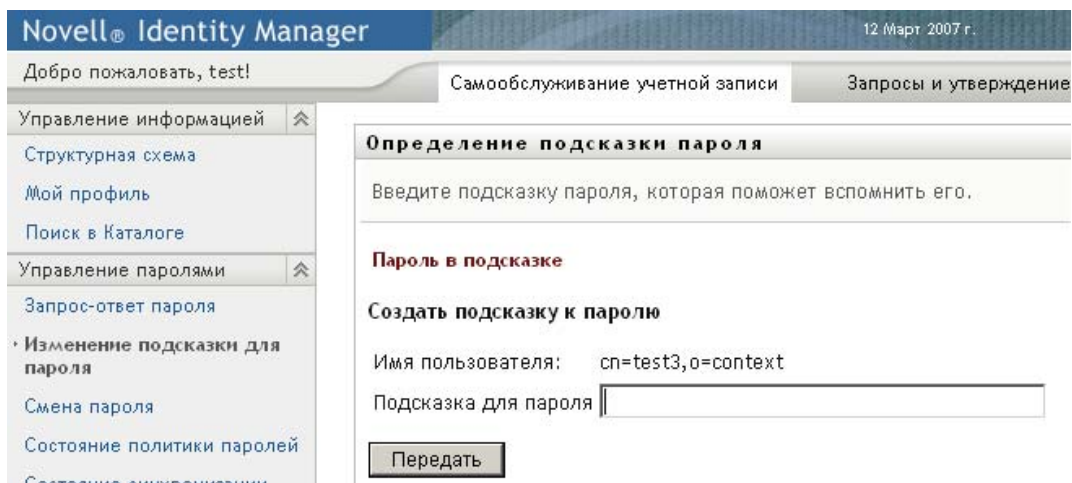 Novell® Identity Manager
12 Март 2007 г.
Добро пожаловать, test!
Самообслуживание учетной записи
Запросы и утверждение
Управление информацией
Структурная схема
Мой профиль
Поиск в Каталоге
Управление паролями
Запрос-ответ пароля
Изменение подсказки для
пароля
Смена пароля
Состояние политики паролей
Определение подсказки пароля
Введите подсказку пароля, которая поможет вспомнить его.
Пароль в подсказке
Создать подсказку к паролю
Имя пользователя: cn=test3,o=context
Подсказка для пароля
Передать